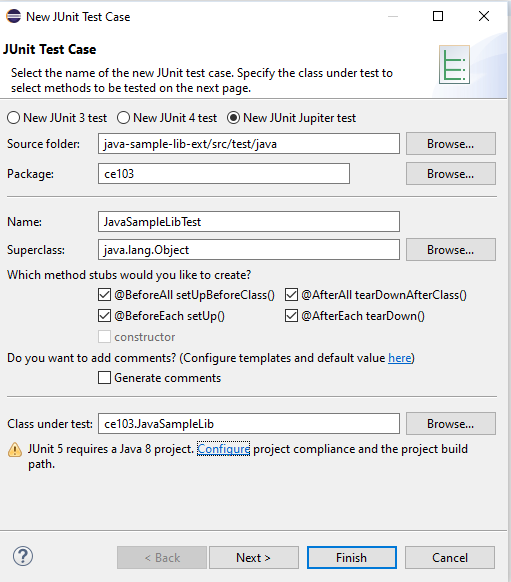 New JUnit Test Case
JUnit Test Case
Select the name of the new JUnit test case. Specify the class under test to
select methods to be tested on the next page.
New JUnit 3 test New JUnit 4 test New JUnit Jupiter test
Source folder: java-sample-lib-ext/src/test/java Browse...
Package: ce103 Browse...
Name: JavaSampleLibTest
Superclass: java.lang.Object Browse...
Which method stubs would you like to create?
@BeforeAll setUpBeforeClass() @AfterAll tearDownAfterClass()
@BeforeEach setUp() @AfterEach tearDown()
constructor
Do you want to add comments? (Configure templates and default value here)
Generate comments
Class under test: ce103.JavaSampleLib Browse...
JUnit 5 requires a Java 8 project. Configure project compliance and the project build
path.
? < Back Next > Finish Cancel